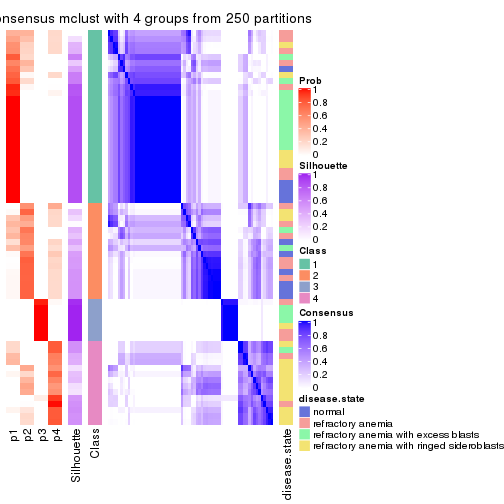 onsensus mclust with 4 groups from 250 partitions
Prob
1
0.8
0.6
0.4
0.2
0
Silhouette
1
0.8
0.6
0.4
0.2
0
Class
1
2
3
4
Consensus
1
0.8
0.6
0.4
0.2
0
disease.state
normal
refractory anemia
refractory anemia with excess blasts
refractory anemia with ringed sideroblasts
p1
p2
p3
p4
Silhouette
Class
disease.state